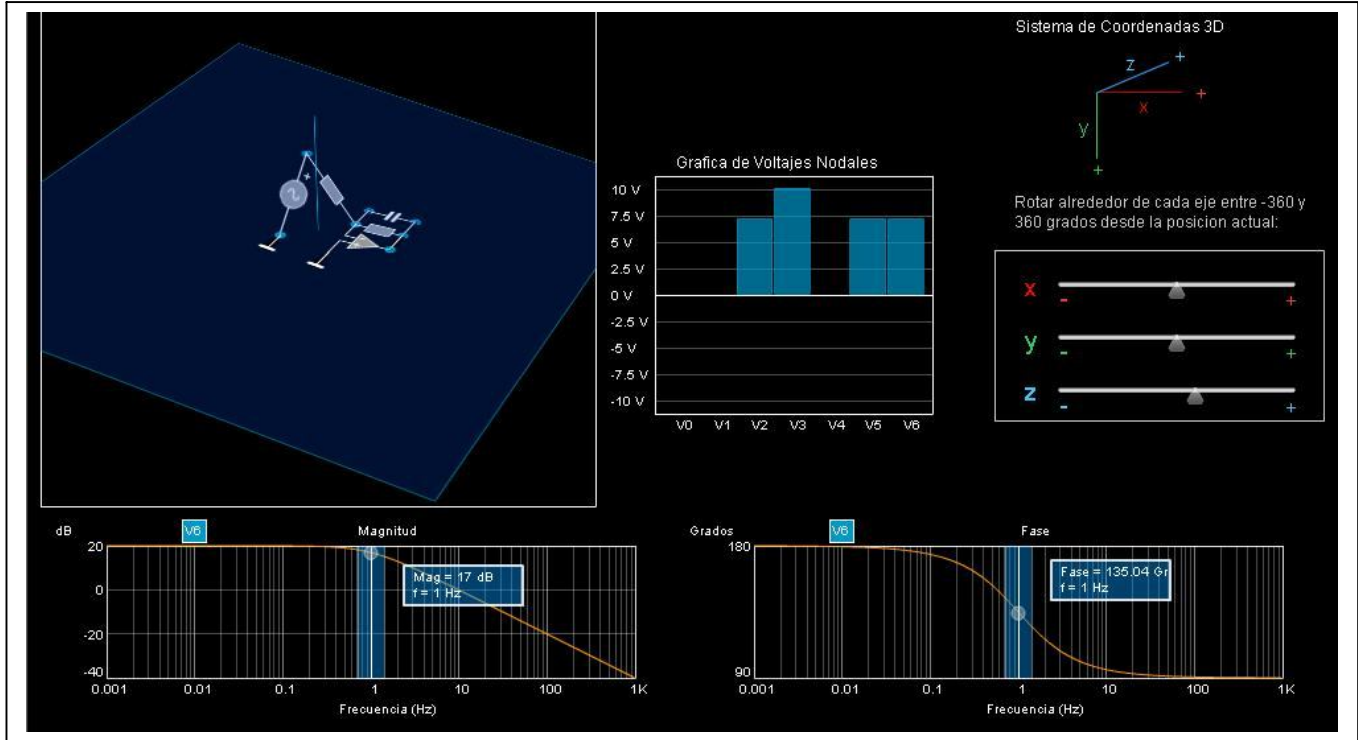 Sistema de Coordenadas 3D
z
+
x
+
y
+
Grafica de Voltajes Nodales
10 V
7.5 V
5 V
2.5 V
0 V
-2.5 V
-5 V
-7.5 V
-10 V
V0 V1 V2 V3 V4 V5 V6
Rotar alrededor de cada eje entre -360 y
360 grados desde la posicion actual:
x
- +
y
- +
z
- +
+
dB V6 Magnitud
20
0
-20
-40
Mag = 17 dB
f = 1 Hz
0.001 0.01 0.1 1 10 100 1K
Frecuencia (Hz)
Grados V6 Fase
180
90
Fase = 135.04 Gr
f = 1 Hz
0.001 0.01 0.1 1 10 100 1K
Frecuencia (Hz)